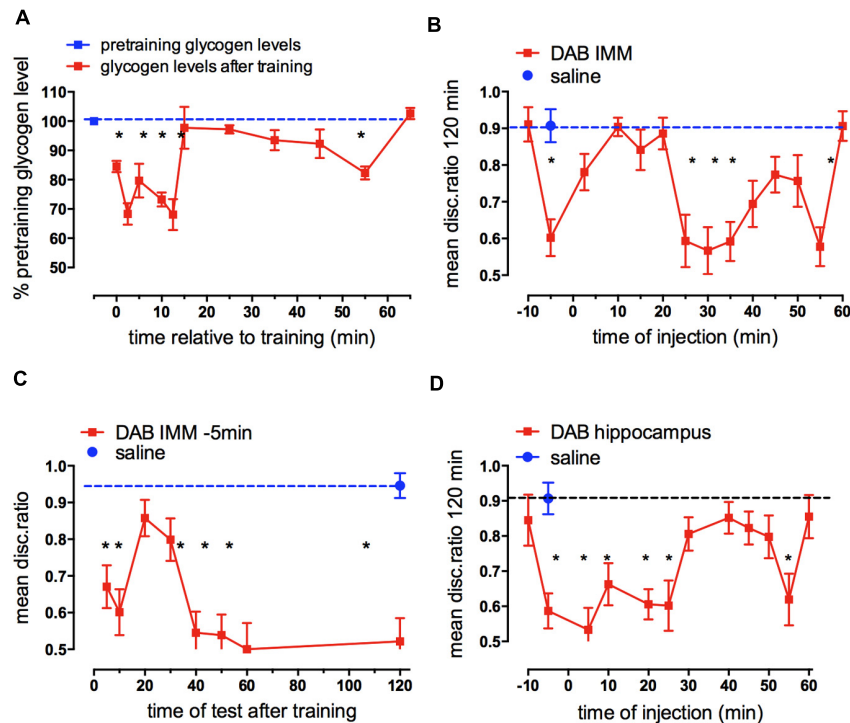 A
pretraining glycogen levels
glycogen levels after training
% pretraining glycogen level
110
100
90
80
70
60
50
* * * * *
0 10 20 30 40 50 60
time relative to training (min)
B
DAB IMM
saline
mean disc.ratio 120 min
1.0
0.9
0.8
0.7
0.6
0.5
* * * * *
-10 0 10 20 30 40 50 60
time of injection (min)
C
DAB IMM -5min
saline
mean disc.ratio
1.0
0.9
0.8
0.7
0.6
0.5
* * * * * *
0 20 40 60 80 100 120
time of test after training
D
DAB hippocampus
saline
mean disc.ratio 120 min
1.0
0.9
0.8
0.7
0.6
0.5
* * * * * *
-10 0 10 20 30 40 50 60
time of injection (min)